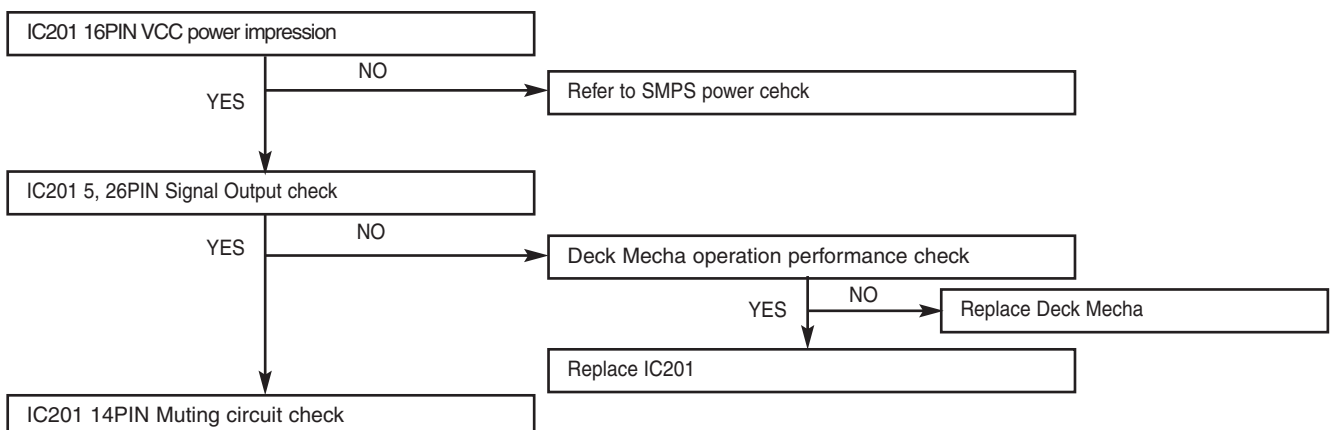 IC201 16PIN VCC power impression
NO
YES
Refer to SMPS power cehck
IC201 5, 26PIN Signal Output check
NO
YES
Deck Mecha operation performance check
NO
YES
Replace Deck Mecha
Replace IC201
IC201 14PIN Muting circuit check